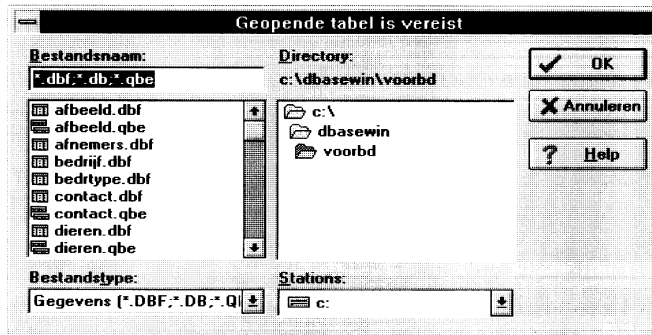 Geopende tabel is vereist
Bestandsnaam:
*.dbf;*.db;*.qbe
afbeeld.dbf
afbeeld.qbe
afnemers.dbf
bedrijf.dbf
bedrtype.dbf
contact.dbf
contact.qbe
dieren.dbf
dieren.qbe
Bestandstype:
Gegevens (*.DBF;*.DB;*.Q
Directory:
c:\dbasewin\voorbd
c:\
dbasewin
voorbd
Stations:
c:
OK
Annuleren
Help